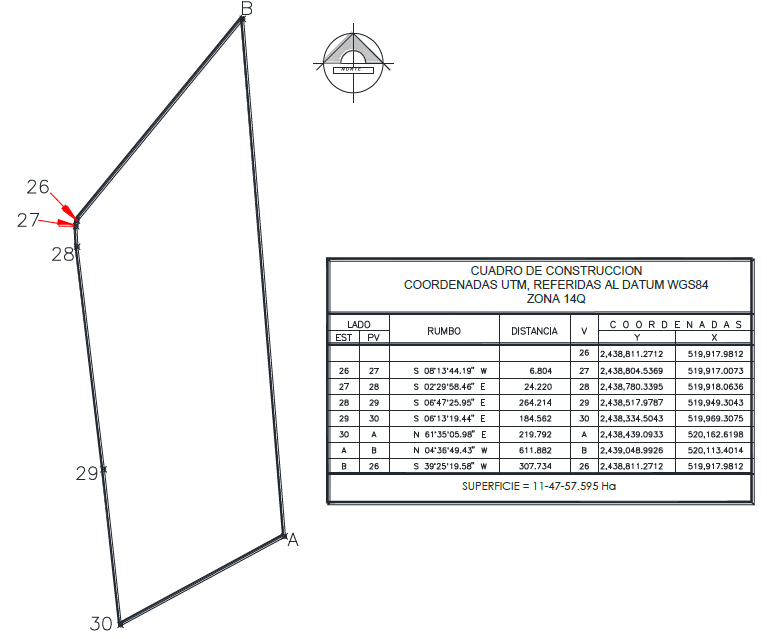 B
NORTE
26
27
28
29
A
30
CUADRO DE CONSTRUCCION
COORDENADAS UTM, REFERIDAS AL DATUM WGS84
ZONA 14Q
LADO RUMBO DISTANCIA V C O O R D E N A D A S
EST PV Y X
26 2,438,811.2712 519,917.9812
26 27 S 08°13'44.19" W 6.804 27 2,438,804.5369 519,917.0073
27 28 S 02°29'58.46" E 24.220 28 2,438,780.3395 519,918.0636
28 29 S 06°47'25.95" E 264.214 29 2,438,517.9787 519,949.3043
29 30 S 06°13'19.44" E 184.562 30 2,438,334.5043 519,969.3075
30 A N 61°35'05.98" E 219.792 A 2,438,439.0933 520,162.6198
A B N 04°36'49.43" W 611.882 B 2,439,048.9926 520,113.4014
B 26 S 39°25'19.58" W 307.734 26 2,438,811.2712 519,917.9812
SUPERFICIE = 11-47-57.595 Ha